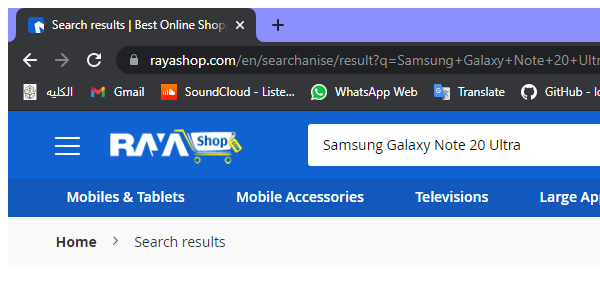 Search results | Best Online Shop
rayashop.com/en/searchanise/result?q=Samsung+Galaxy+Note+20+Ultr
الكليه Gmail SoundCloud - Liste... WhatsApp Web Translate GitHub - Io
RAYA Shop Samsung Galaxy Note 20 Ultra
Mobiles & Tablets Mobile Accessories Televisions Large Ap
Home > Search results